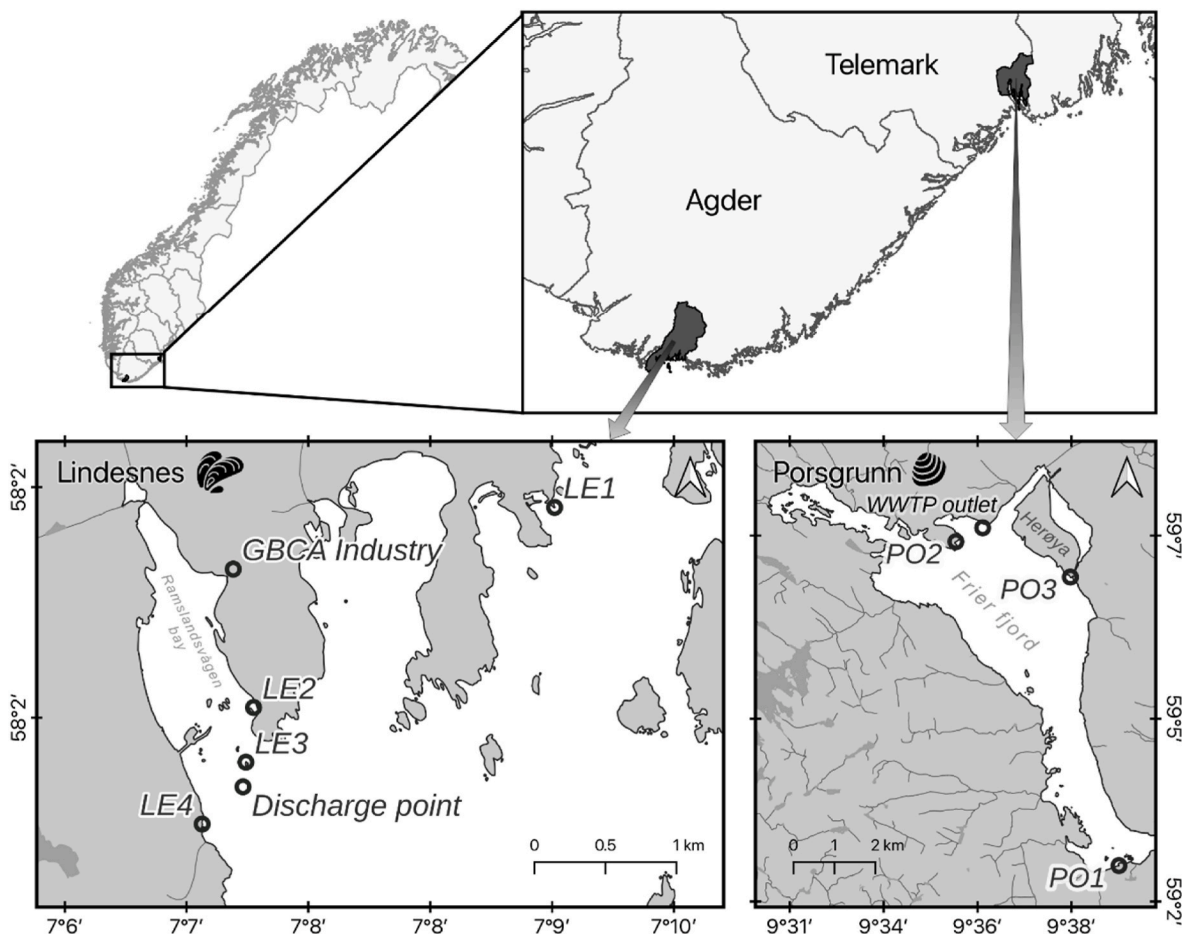 Telemark
Agder
Lindesnes
LE1
GBCA Industry
Ramslandsvågen
bay
LE2
LE3
Discharge point
LE4
0 0.5 1 km
58°2′
58°2′
7°6′ 7°7′ 7°8′ 7°8′ 7°9′ 7°10′
Porsgrunn
WWTP outlet
Herøya
PO2
PO3
Frier fjord
0 1 2 km
PO1
59°7′
59°5′
59°2′
9°31′ 9°34′ 9°36′ 9°38′